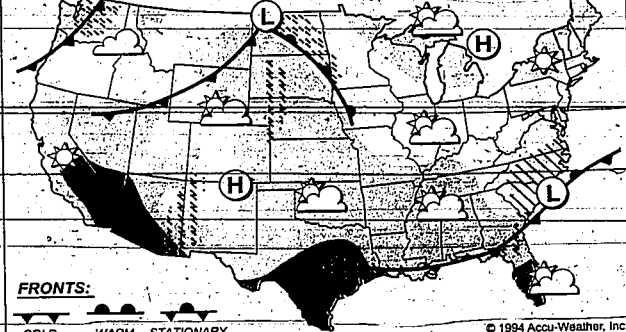 L
H
H
L
FRONTS:
COLD WARM STATIONARY
© 1994 Accu-Weather, Inc